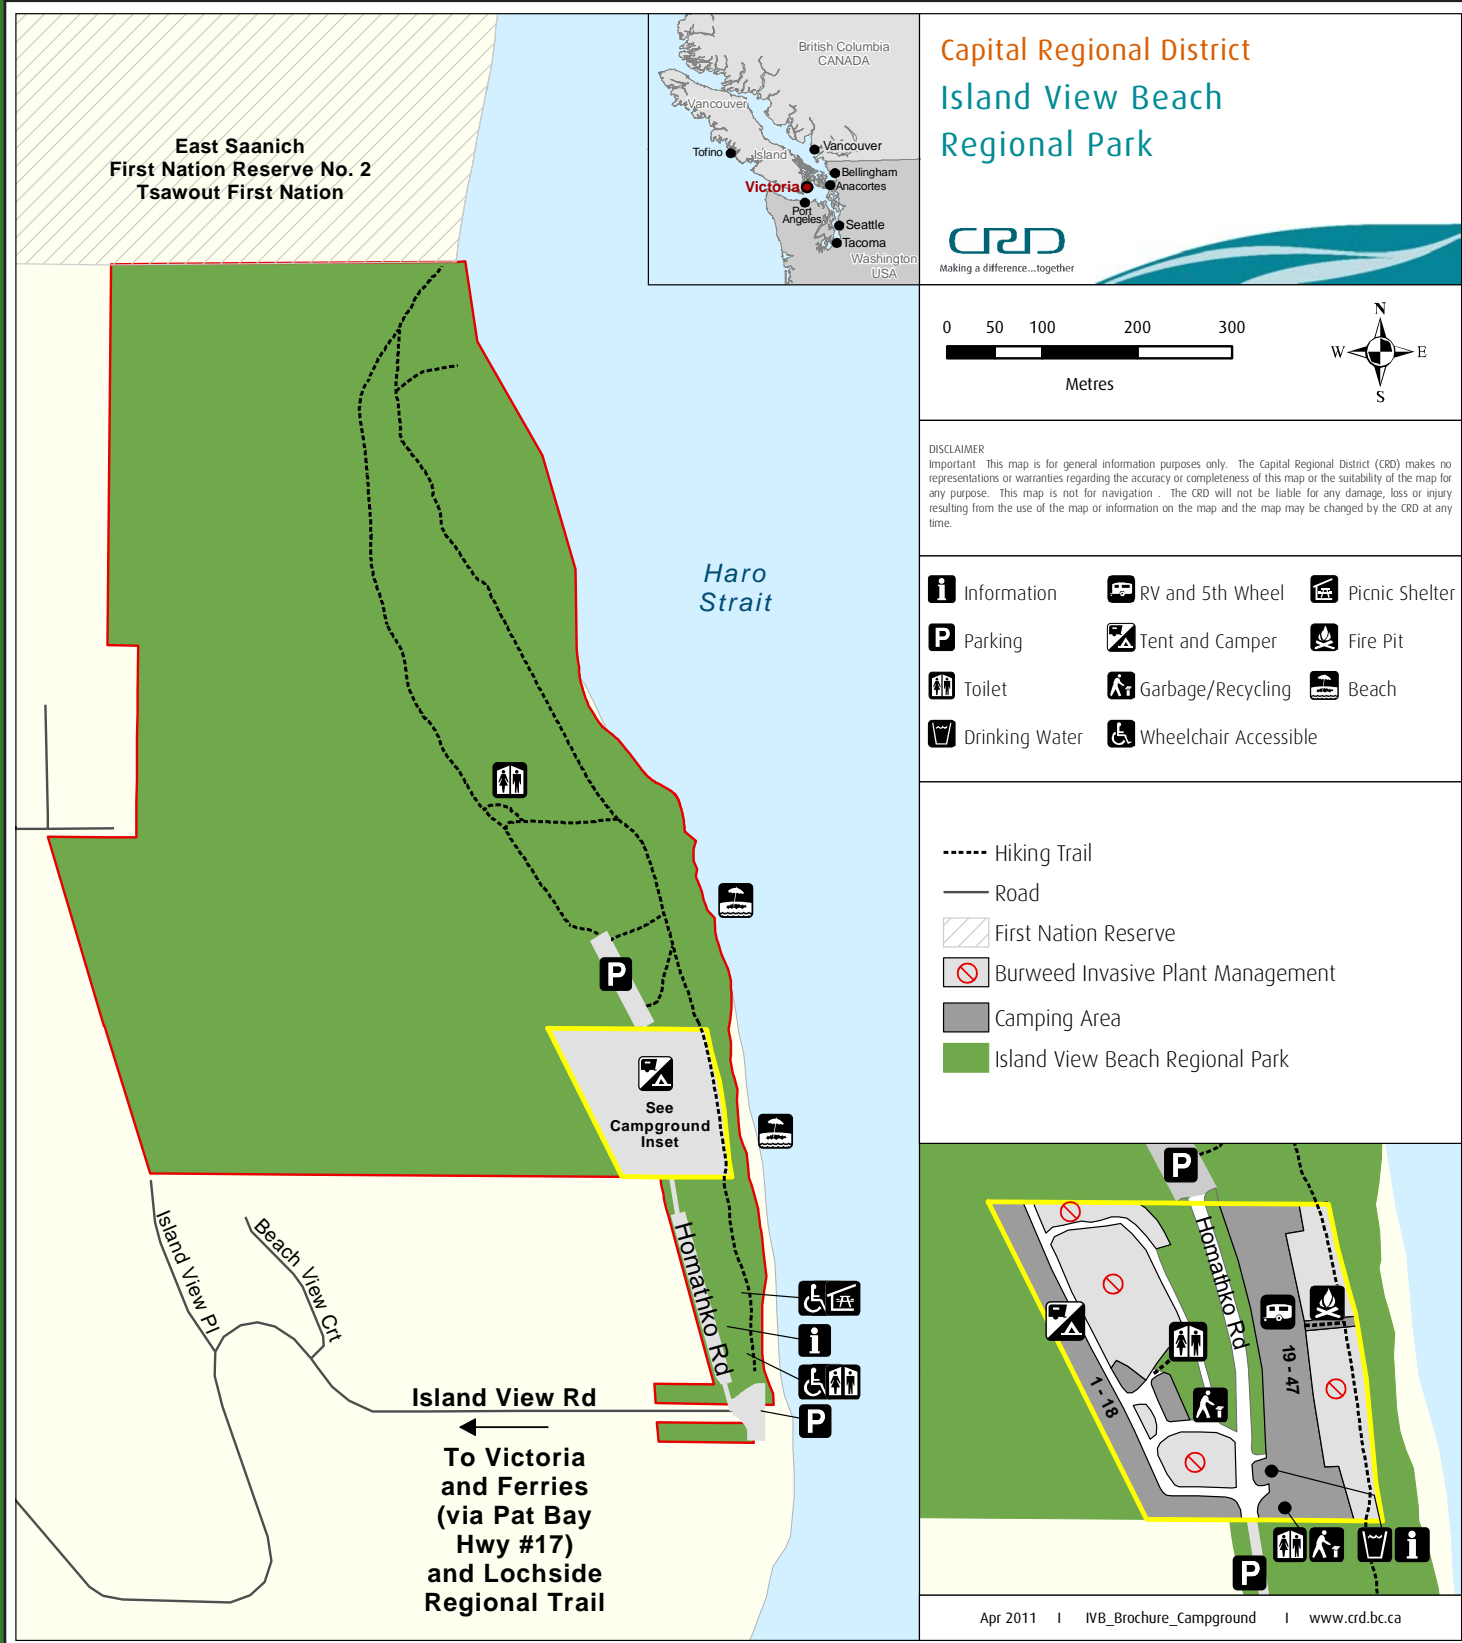 East Saanich
First Nation Reserve No. 2
Tsawout First Nation
British Columbia
CANADA
Vancouver
Island
Tofino
Vancouver
Bellingham
Victoria
Anacortes
Port
Angeles
Seattle
Tacoma
Washington
USA
Capital Regional District
Island View Beach
Regional Park
CRD
Making a difference...together
0 50 100 200 300
Metres
N
W E
S
DISCLAIMER
Important This map is for general information purposes only. The Capital Regional District (CRD) makes no
representations or warranties regarding the accuracy or completeness of this map or the suitability of the map for
any purpose. This map is not for navigation . The CRD will not be liable for any damage, loss or injury
resulting from the use of the map or information on the map and the map may be changed by the CRD at any
time.
Haro
Strait
i Information
RV and 5th Wheel
Picnic Shelter
P Parking
Tent and Camper
Fire Pit
Toilet
Garbage/Recycling
Beach
Drinking Water
Wheelchair Accessible
Hiking Trail
Road
First Nation Reserve
Burweed Invasive Plant Management
Camping Area
Island View Beach Regional Park
P
See
Campground
Inset
Island View Pl
Beach View Crt
Homathko Rd
i
P
Island View Rd
To Victoria
and Ferries
(via Pat Bay
Hwy #17)
and Lochside
Regional Trail
P
Homathko Rd
1 - 18
19 - 47
i
P
Apr 2011 I IVB_Brochure_Campground I www.crd.bc.ca